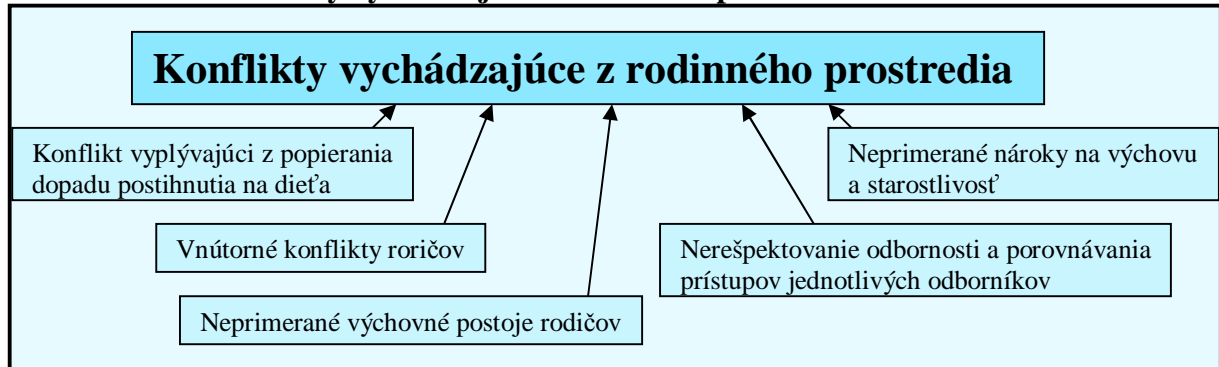 Konflikty vychádzajúce z rodinného prostredia
Konflikt vyplývajúci z popierania
dopadu postihnutia na dieťa
Neprimerané nároky na výchovu
a starostlivosť
Vnútorné konflikty roričov
Nerešpektovanie odbornosti a porovnávania
prístupov jednotlivých odborníkov
Neprimerané výchovné postoje rodičov